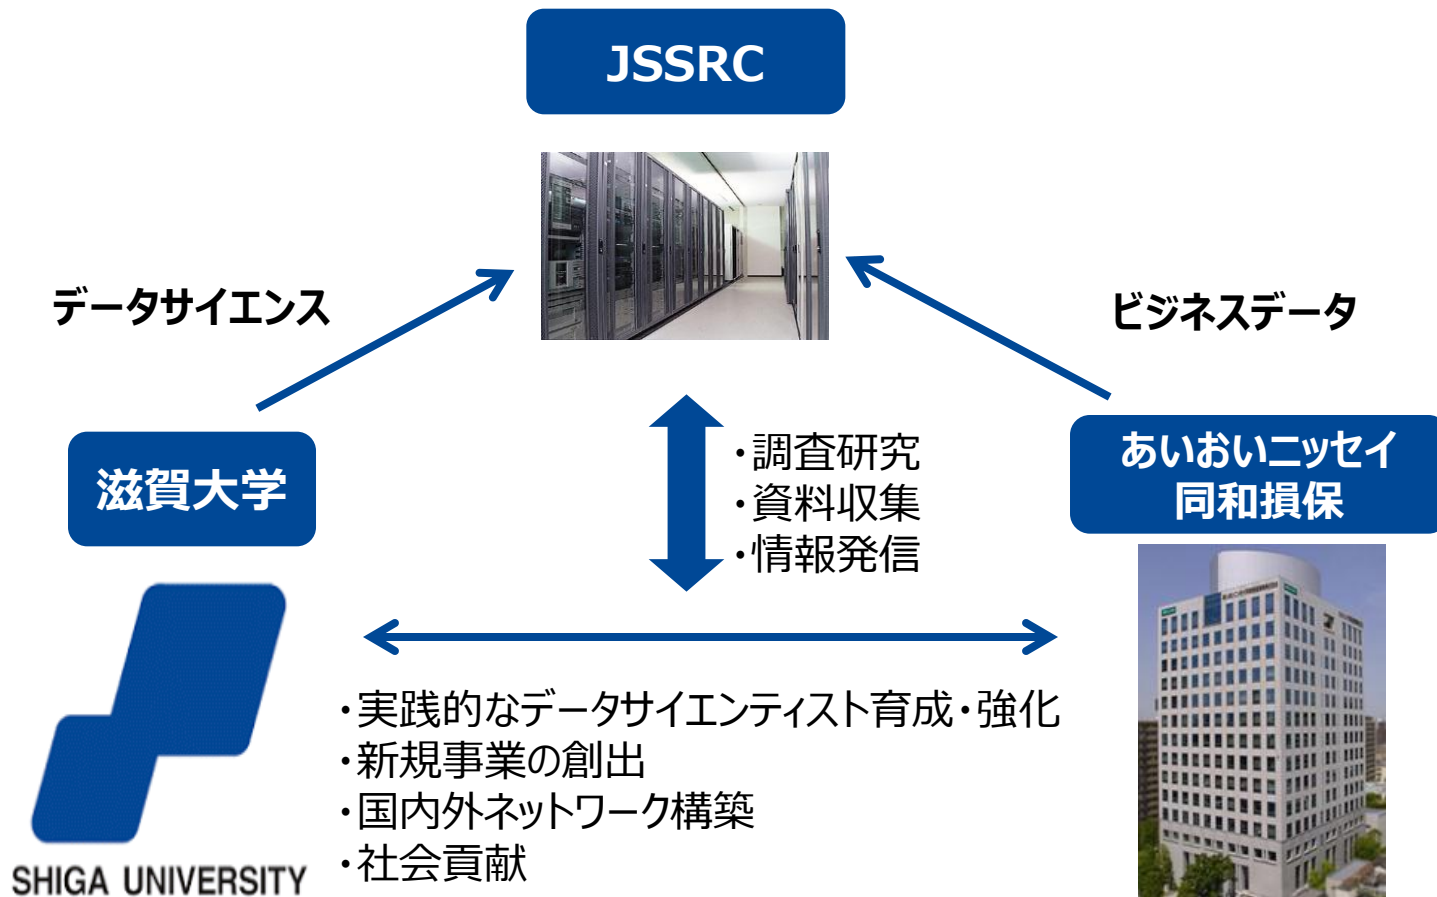 JSSRC
データサイエンス
ビジネスデータ
滋賀大学
・調査研究
・資料収集
・情報発信
あいおいニッセイ
同和損保
・実践的なデータサイエンティスト育成・強化
・新規事業の創出
・国内外ネットワーク構築
・社会貢献
SHIGA UNIVERSITY